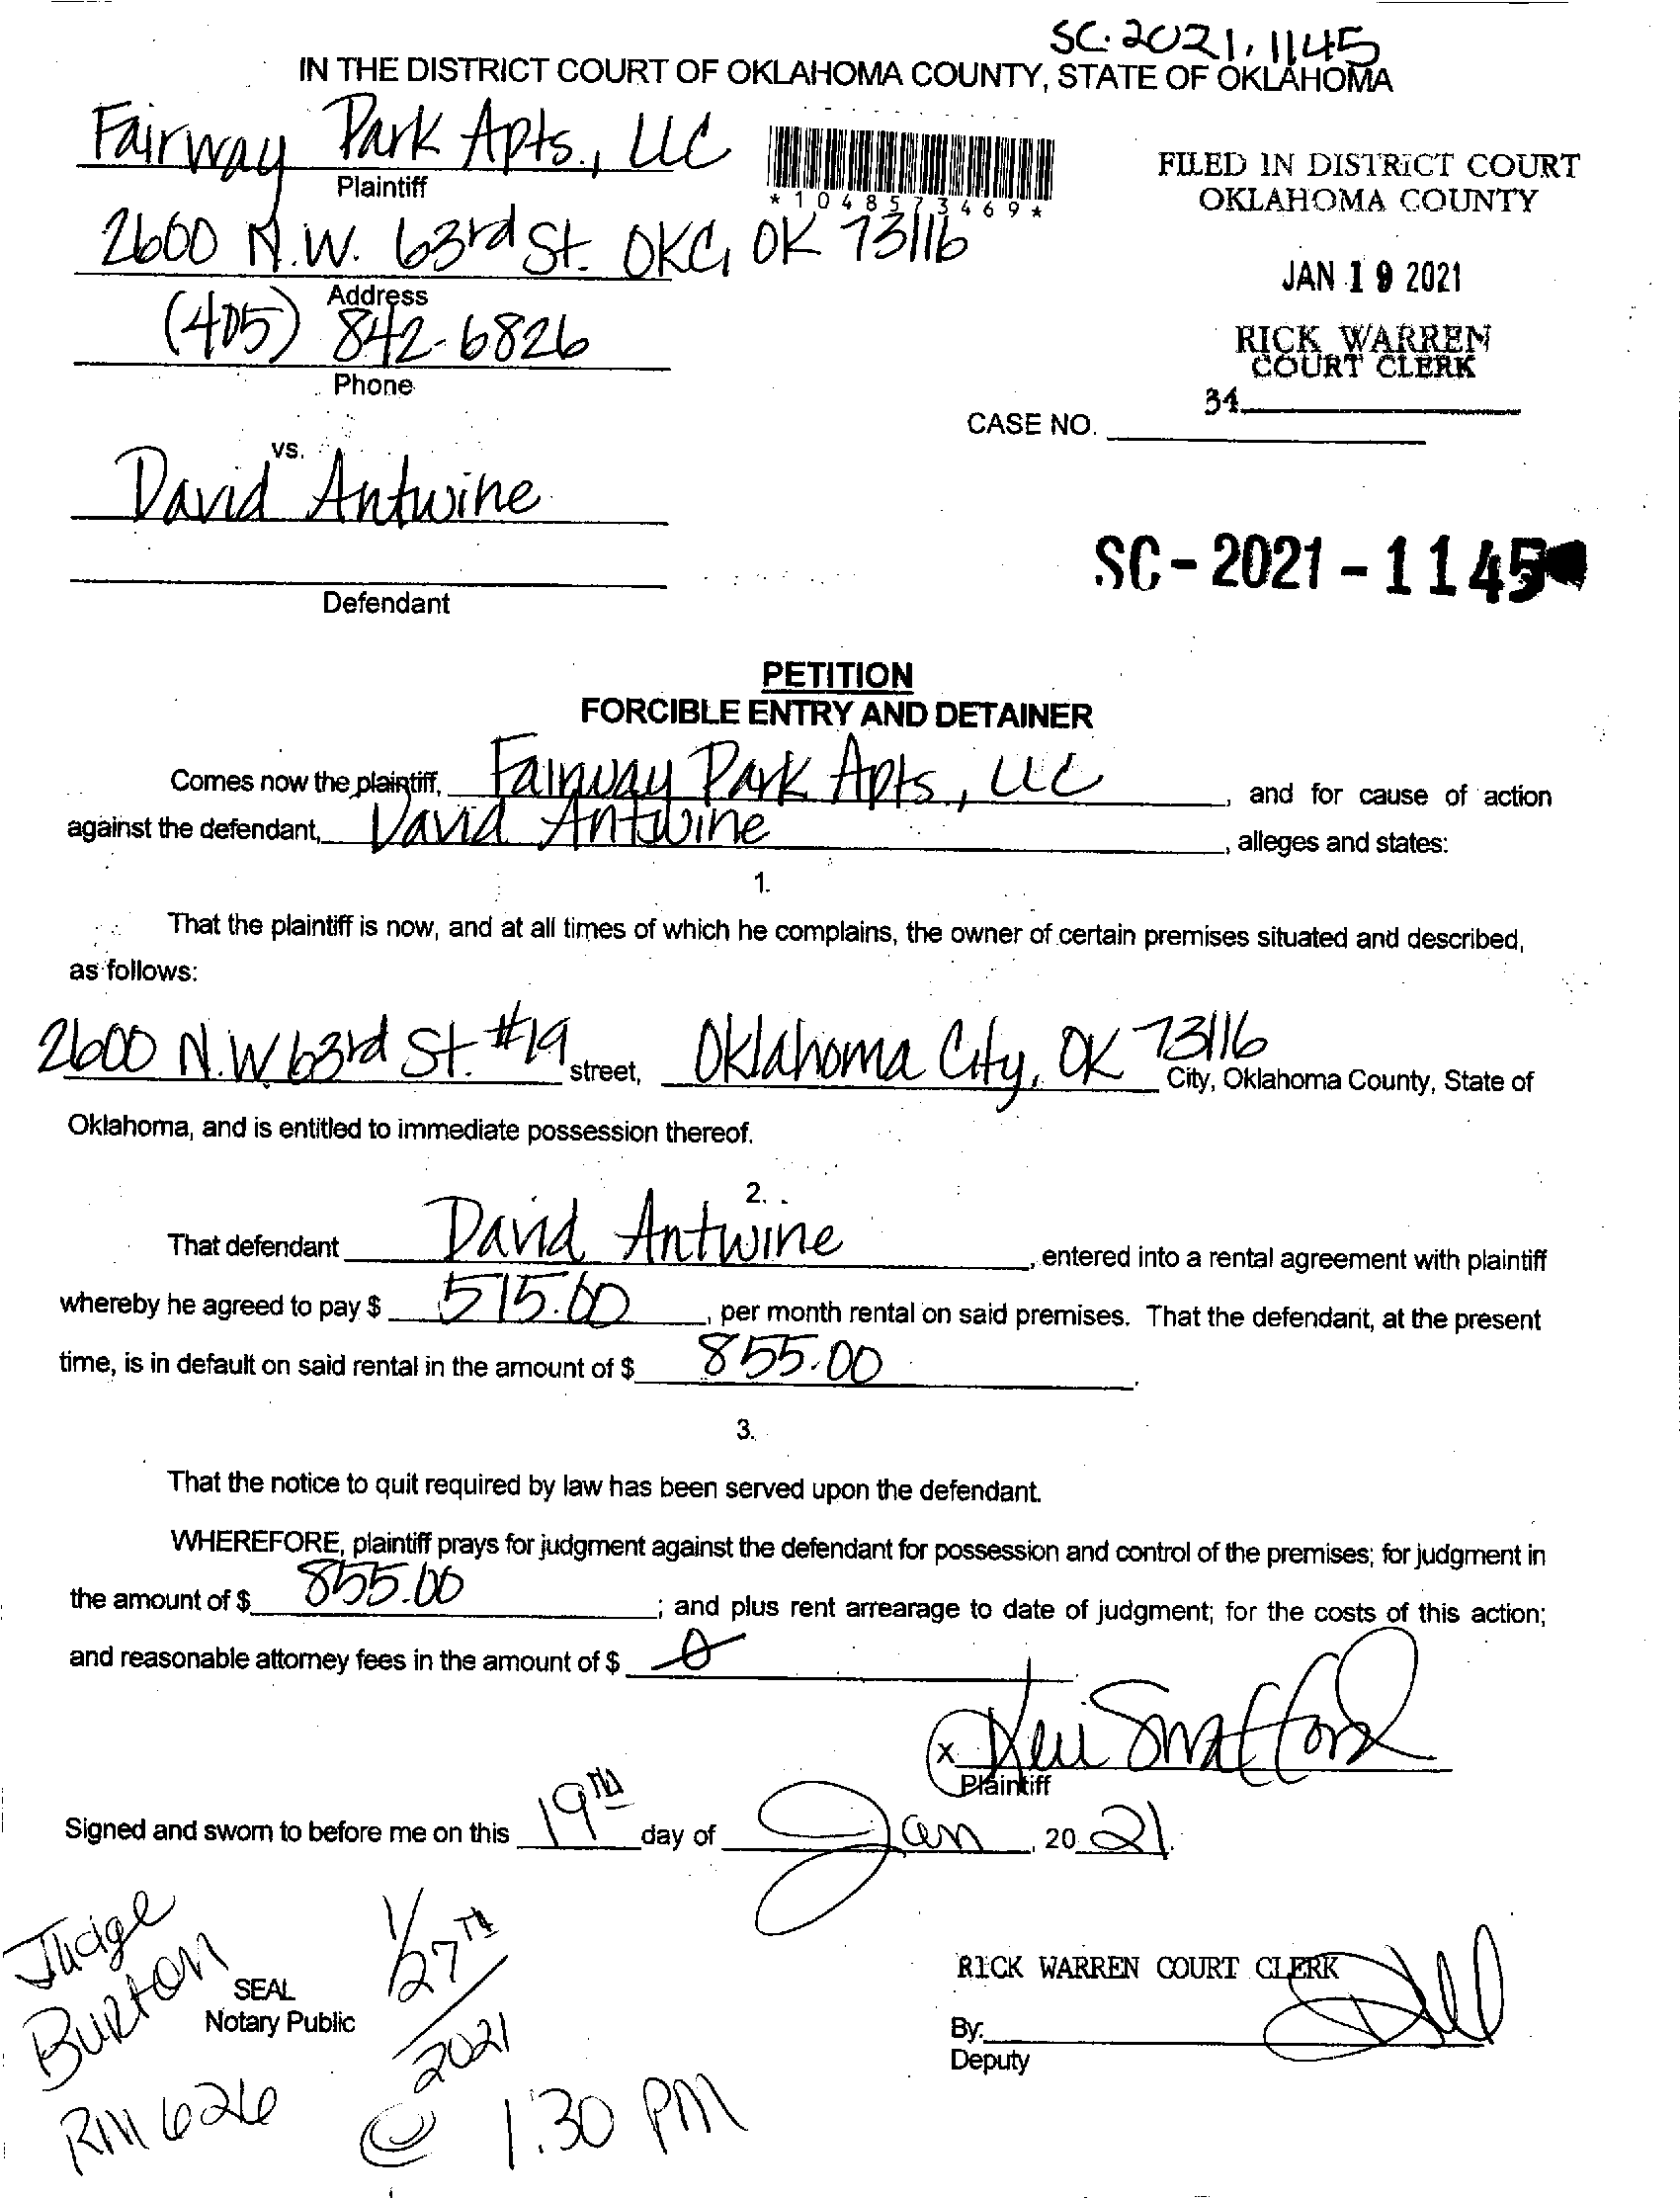 SC.2021.1145
IN THE DISTRICT COURT OF OKLAHOMA COUNTY, STATE OF OKLAHOMA
Fairway Park Apts., LLC
Plaintiff
*1048573469*
FILED IN DISTRICT COURT
OKLAHOMA COUNTY
2600 N.W. 63rd St. OKC, OK 73116
Address
JAN 19 2021
(405) 842-6826
Phone
RICK WARREN
COURT CLERK
34
CASE NO.
vs.
David Antwine
Defendant
SC-2021-1145
PETITION
FORCIBLE ENTRY AND DETAINER
Comes now the plaintiff, Fairway Park Apts., LLC, and for cause of action
against the defendant, David Antwine, alleges and states:
1.
That the plaintiff is now, and at all times of which he complains, the owner of certain premises situated and described,
as follows:
2600 N.W 63rd St. #19 street, Oklahoma City, OK 73116 City, Oklahoma County, State of
Oklahoma, and is entitled to immediate possession thereof.
2.
That defendant David Antwine, entered into a rental agreement with plaintiff
whereby he agreed to pay $ 515.00, per month rental on said premises. That the defendant, at the present
time, is in default on said rental in the amount of $ 855.00.
3.
That the notice to quit required by law has been served upon the defendant.
WHEREFORE, plaintiff prays for judgment against the defendant for possession and control of the premises; for judgment in
the amount of $ 855.00; and plus rent arrearage to date of judgment; for the costs of this action;
and reasonable attorney fees in the amount of $ 0
x
Plaintiff
Signed and sworn to before me on this 19th day of Jan, 20 21.
Judge
Burton
RM 626
SEAL
Notary Public
1/27TH
2021
@ 1:30 PM
RICK WARREN COURT CLERK
By:
Deputy